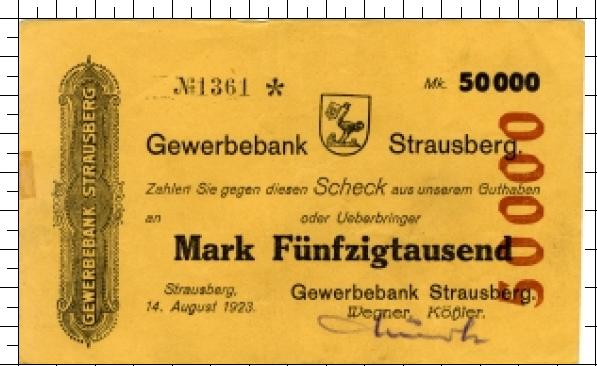 №1361 * Mk. 50000
Gewerbebank Strausberg.
Zahlen Sie gegen diesen Scheck aus unserem Guthaben
an oder Ueberbringer
Mark Fünfzigtausend
Strausberg, Gewerbebank Strausberg.
14. August 1923. Wegner. Kößler.
50000
GEWERBEBANK STRAUSBERG